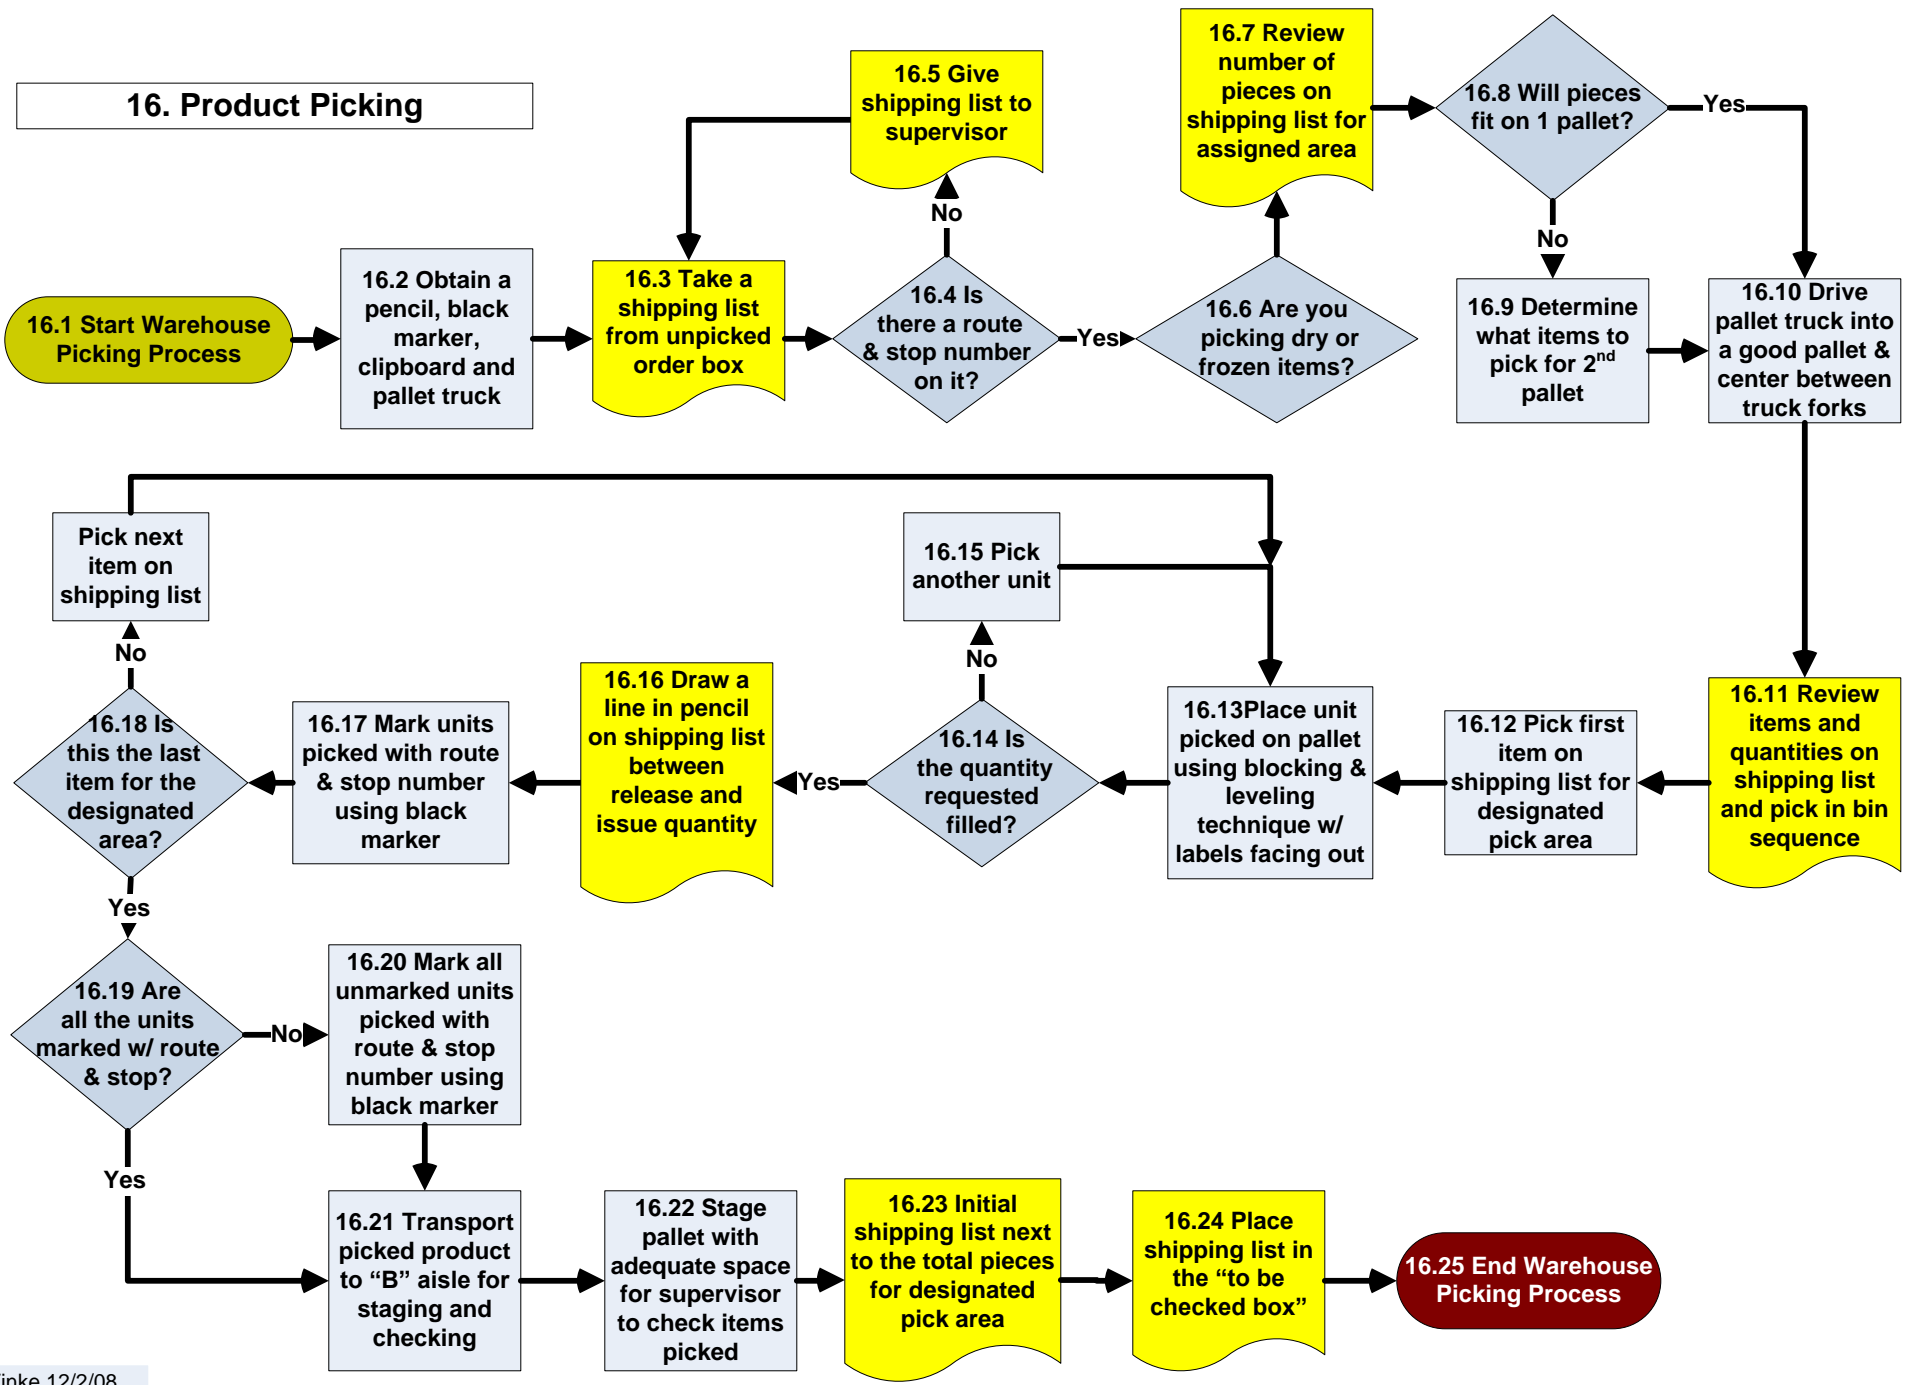 16. Product Picking
16.1 Start Warehouse
Picking Process
16.2 Obtain a
pencil, black
marker,
clipboard and
pallet truck
16.3 Take a
shipping list
from unpicked
order box
16.4 Is
there a route
& stop number
on it?
No
16.5 Give
shipping list to
supervisor
Yes
16.6 Are you
picking dry or
frozen items?
16.7 Review
number of
pieces on
shipping list for
assigned area
16.8 Will pieces
fit on 1 pallet?
Yes
No
16.9 Determine
what items to
pick for 2nd
pallet
16.10 Drive
pallet truck into
a good pallet &
center between
truck forks
16.11 Review
items and
quantities on
shipping list
and pick in bin
sequence
16.12 Pick first
item on
shipping list for
designated
pick area
16.13Place unit
picked on pallet
using blocking &
leveling
technique w/
labels facing out
16.14 Is
the quantity
requested
filled?
No
16.15 Pick
another unit
Yes
16.16 Draw a
line in pencil
on shipping list
between
release and
issue quantity
16.17 Mark units
picked with route
& stop number
using black
marker
16.18 Is
this the last
item for the
designated
area?
No
Pick next
item on
shipping list
Yes
16.19 Are
all the units
marked w/ route
& stop?
No
16.20 Mark all
unmarked units
picked with
route & stop
number using
black marker
Yes
16.21 Transport
picked product
to “B” aisle for
staging and
checking
16.22 Stage
pallet with
adequate space
for supervisor
to check items
picked
16.23 Initial
shipping list next
to the total pieces
for designated
pick area
16.24 Place
shipping list in
the “to be
checked box”
16.25 End Warehouse
Picking Process
12/2/08